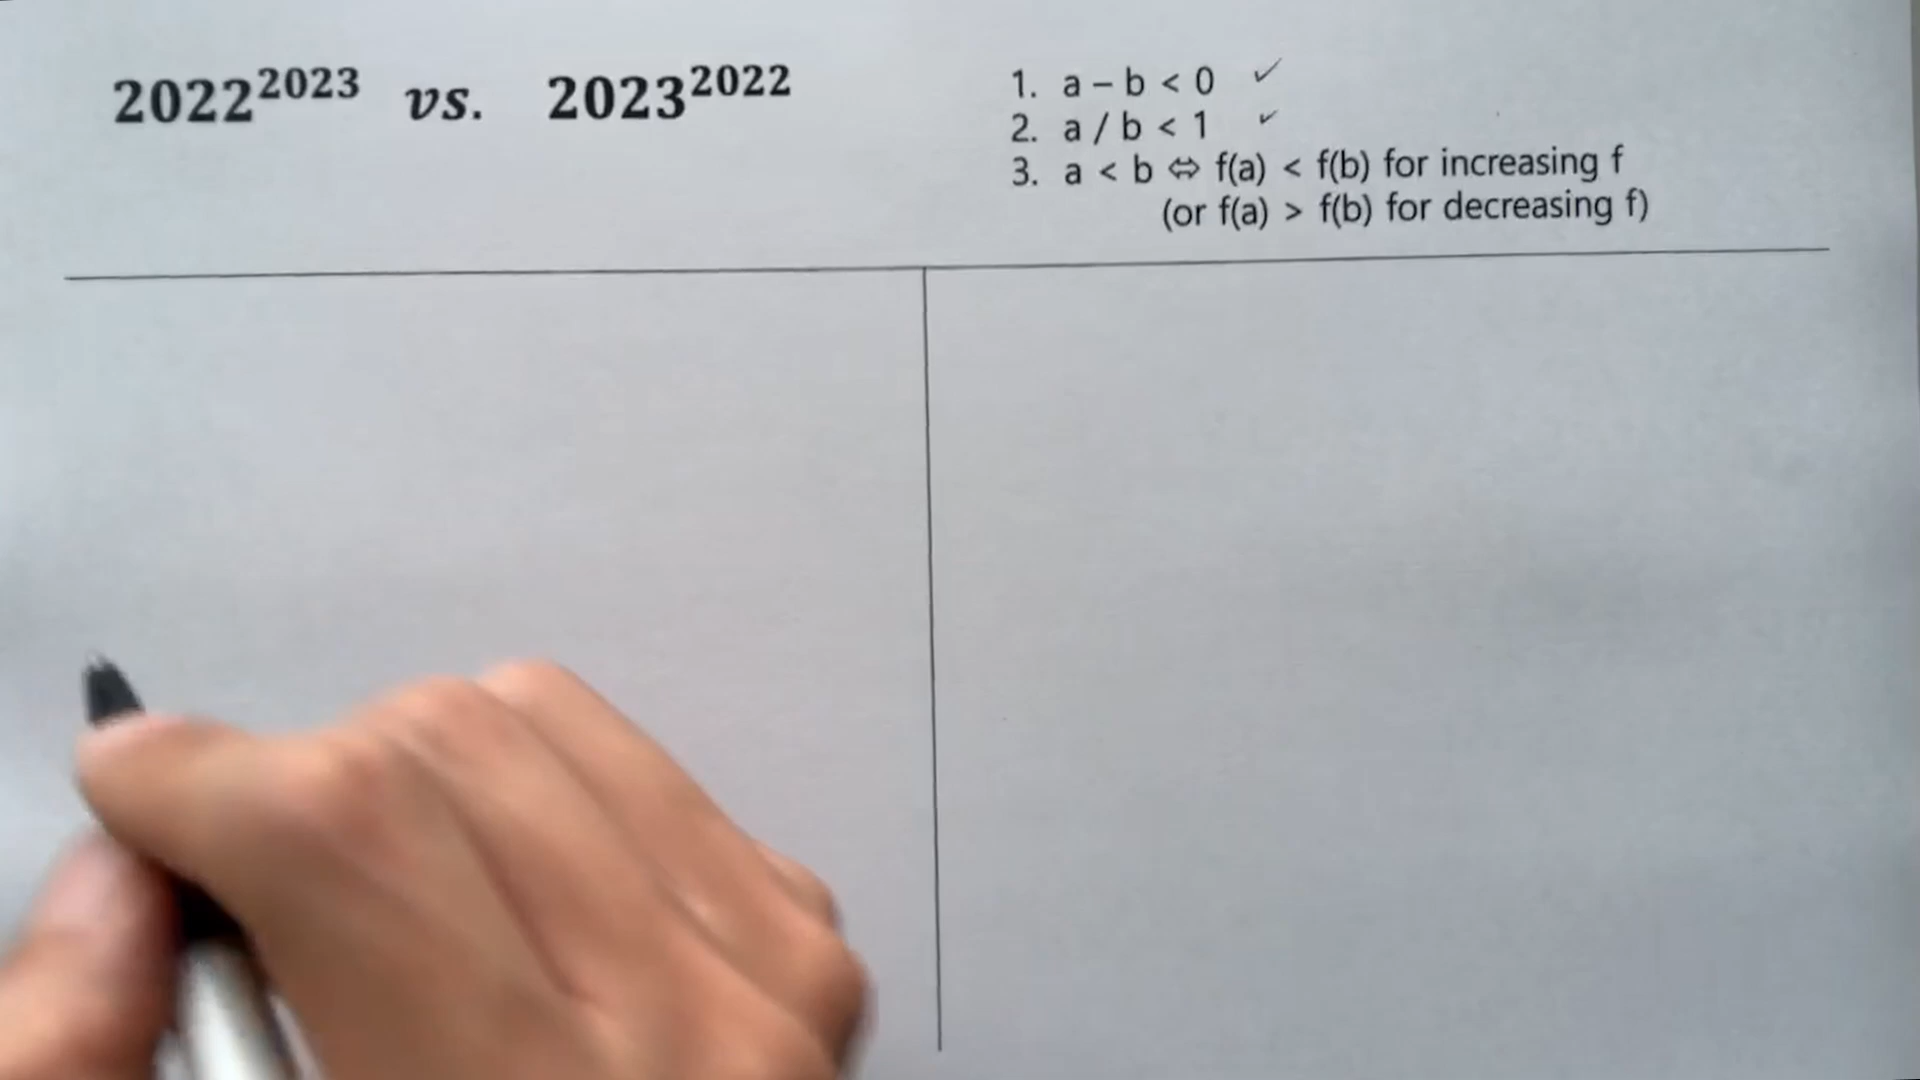 2022^2023 vs. 2023^2022
1. a – b < 0 ✓
2. a / b < 1 ✓
3. a < b ⇔ f(a) < f(b) for increasing f
(or f(a) > f(b) for decreasing f)